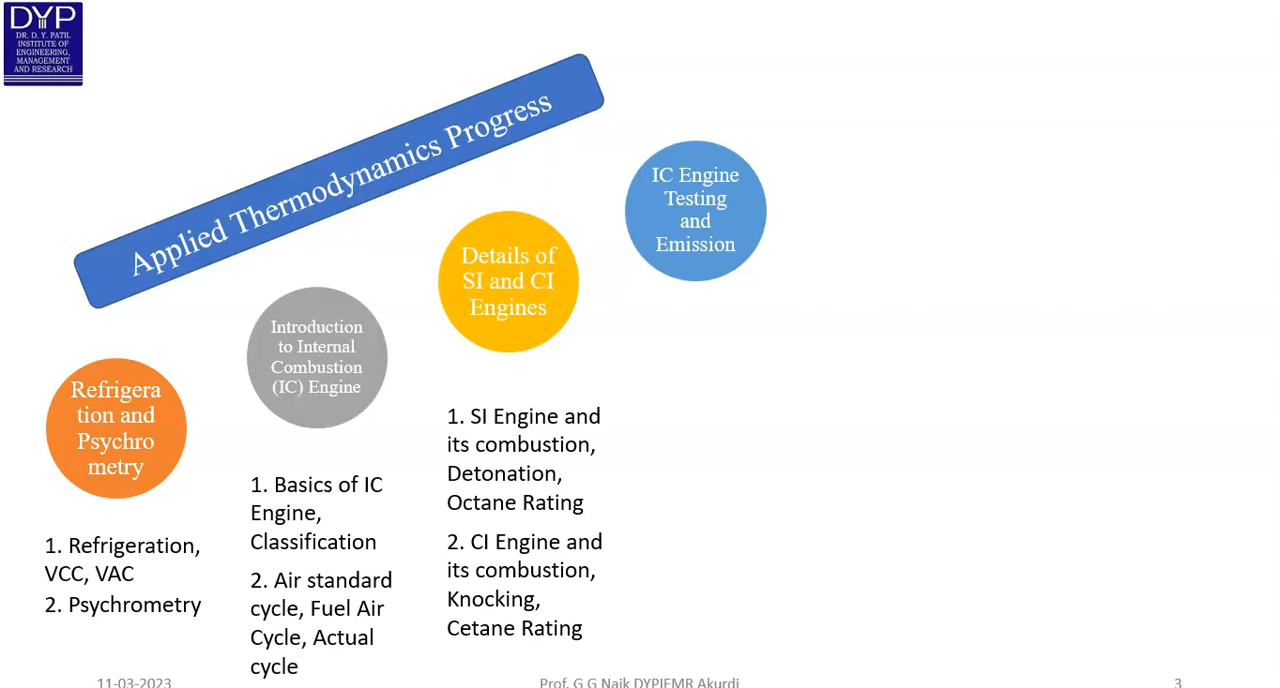 DYP
DR. D. Y. PATIL
INSTITUTE OF
ENGINEERING,
MANAGEMENT
AND RESEARCH
Applied Thermodynamics Progress
IC Engine
Testing
and
Emission
Details of
SI and CI
Engines
Introduction
to Internal
Combustion
(IC) Engine
Refrigera
tion and
Psychro
metry
1. Refrigeration,
VCC, VAC
2. Psychrometry
1. Basics of IC
Engine,
Classification
2. Air standard
cycle, Fuel Air
Cycle, Actual
cycle
1. SI Engine and
its combustion,
Detonation,
Octane Rating
2. CI Engine and
its combustion,
Knocking,
Cetane Rating
11-03-2023
Prof. G G Naik DYPIEMR Akurdi
3